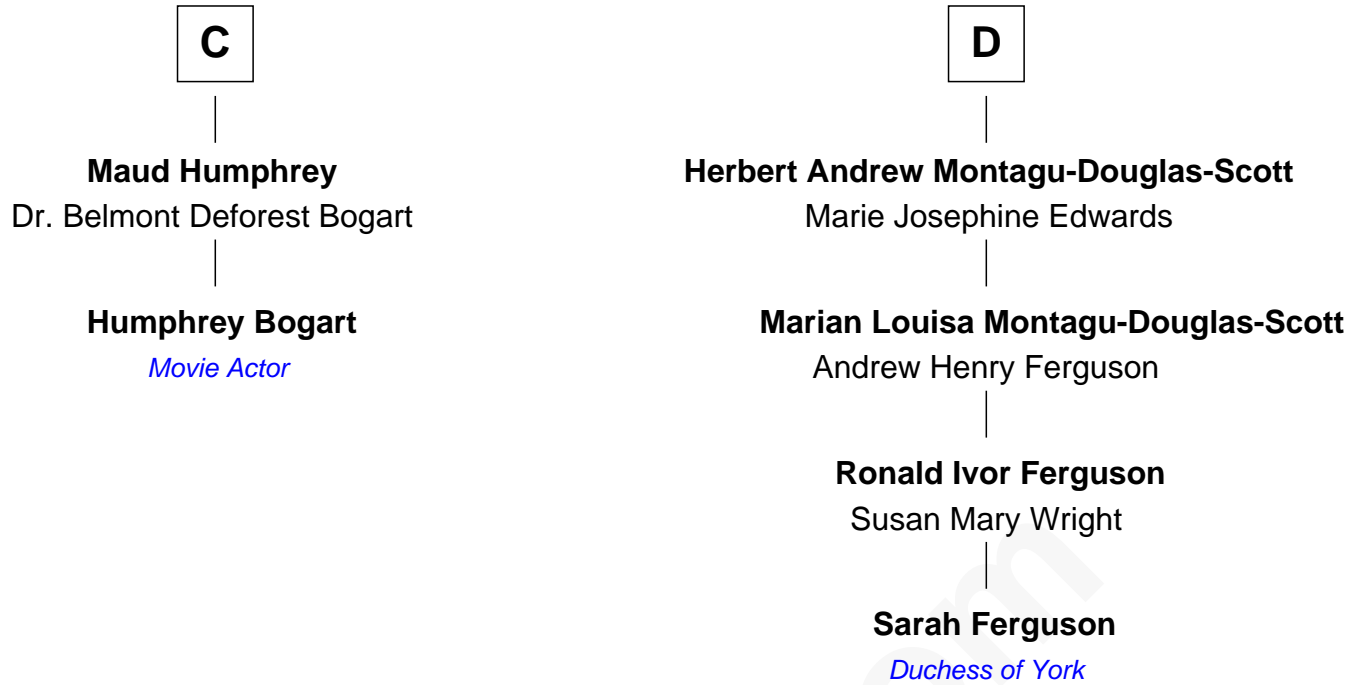 C
Maud Humphrey
Dr. Belmont Deforest Bogart
Humphrey Bogart
Movie Actor
D
Herbert Andrew Montagu-Douglas-Scott
Marie Josephine Edwards
Marian Louisa Montagu-Douglas-Scott
Andrew Henry Ferguson
Ronald Ivor Ferguson
Susan Mary Wright
Sarah Ferguson
Duchess of York